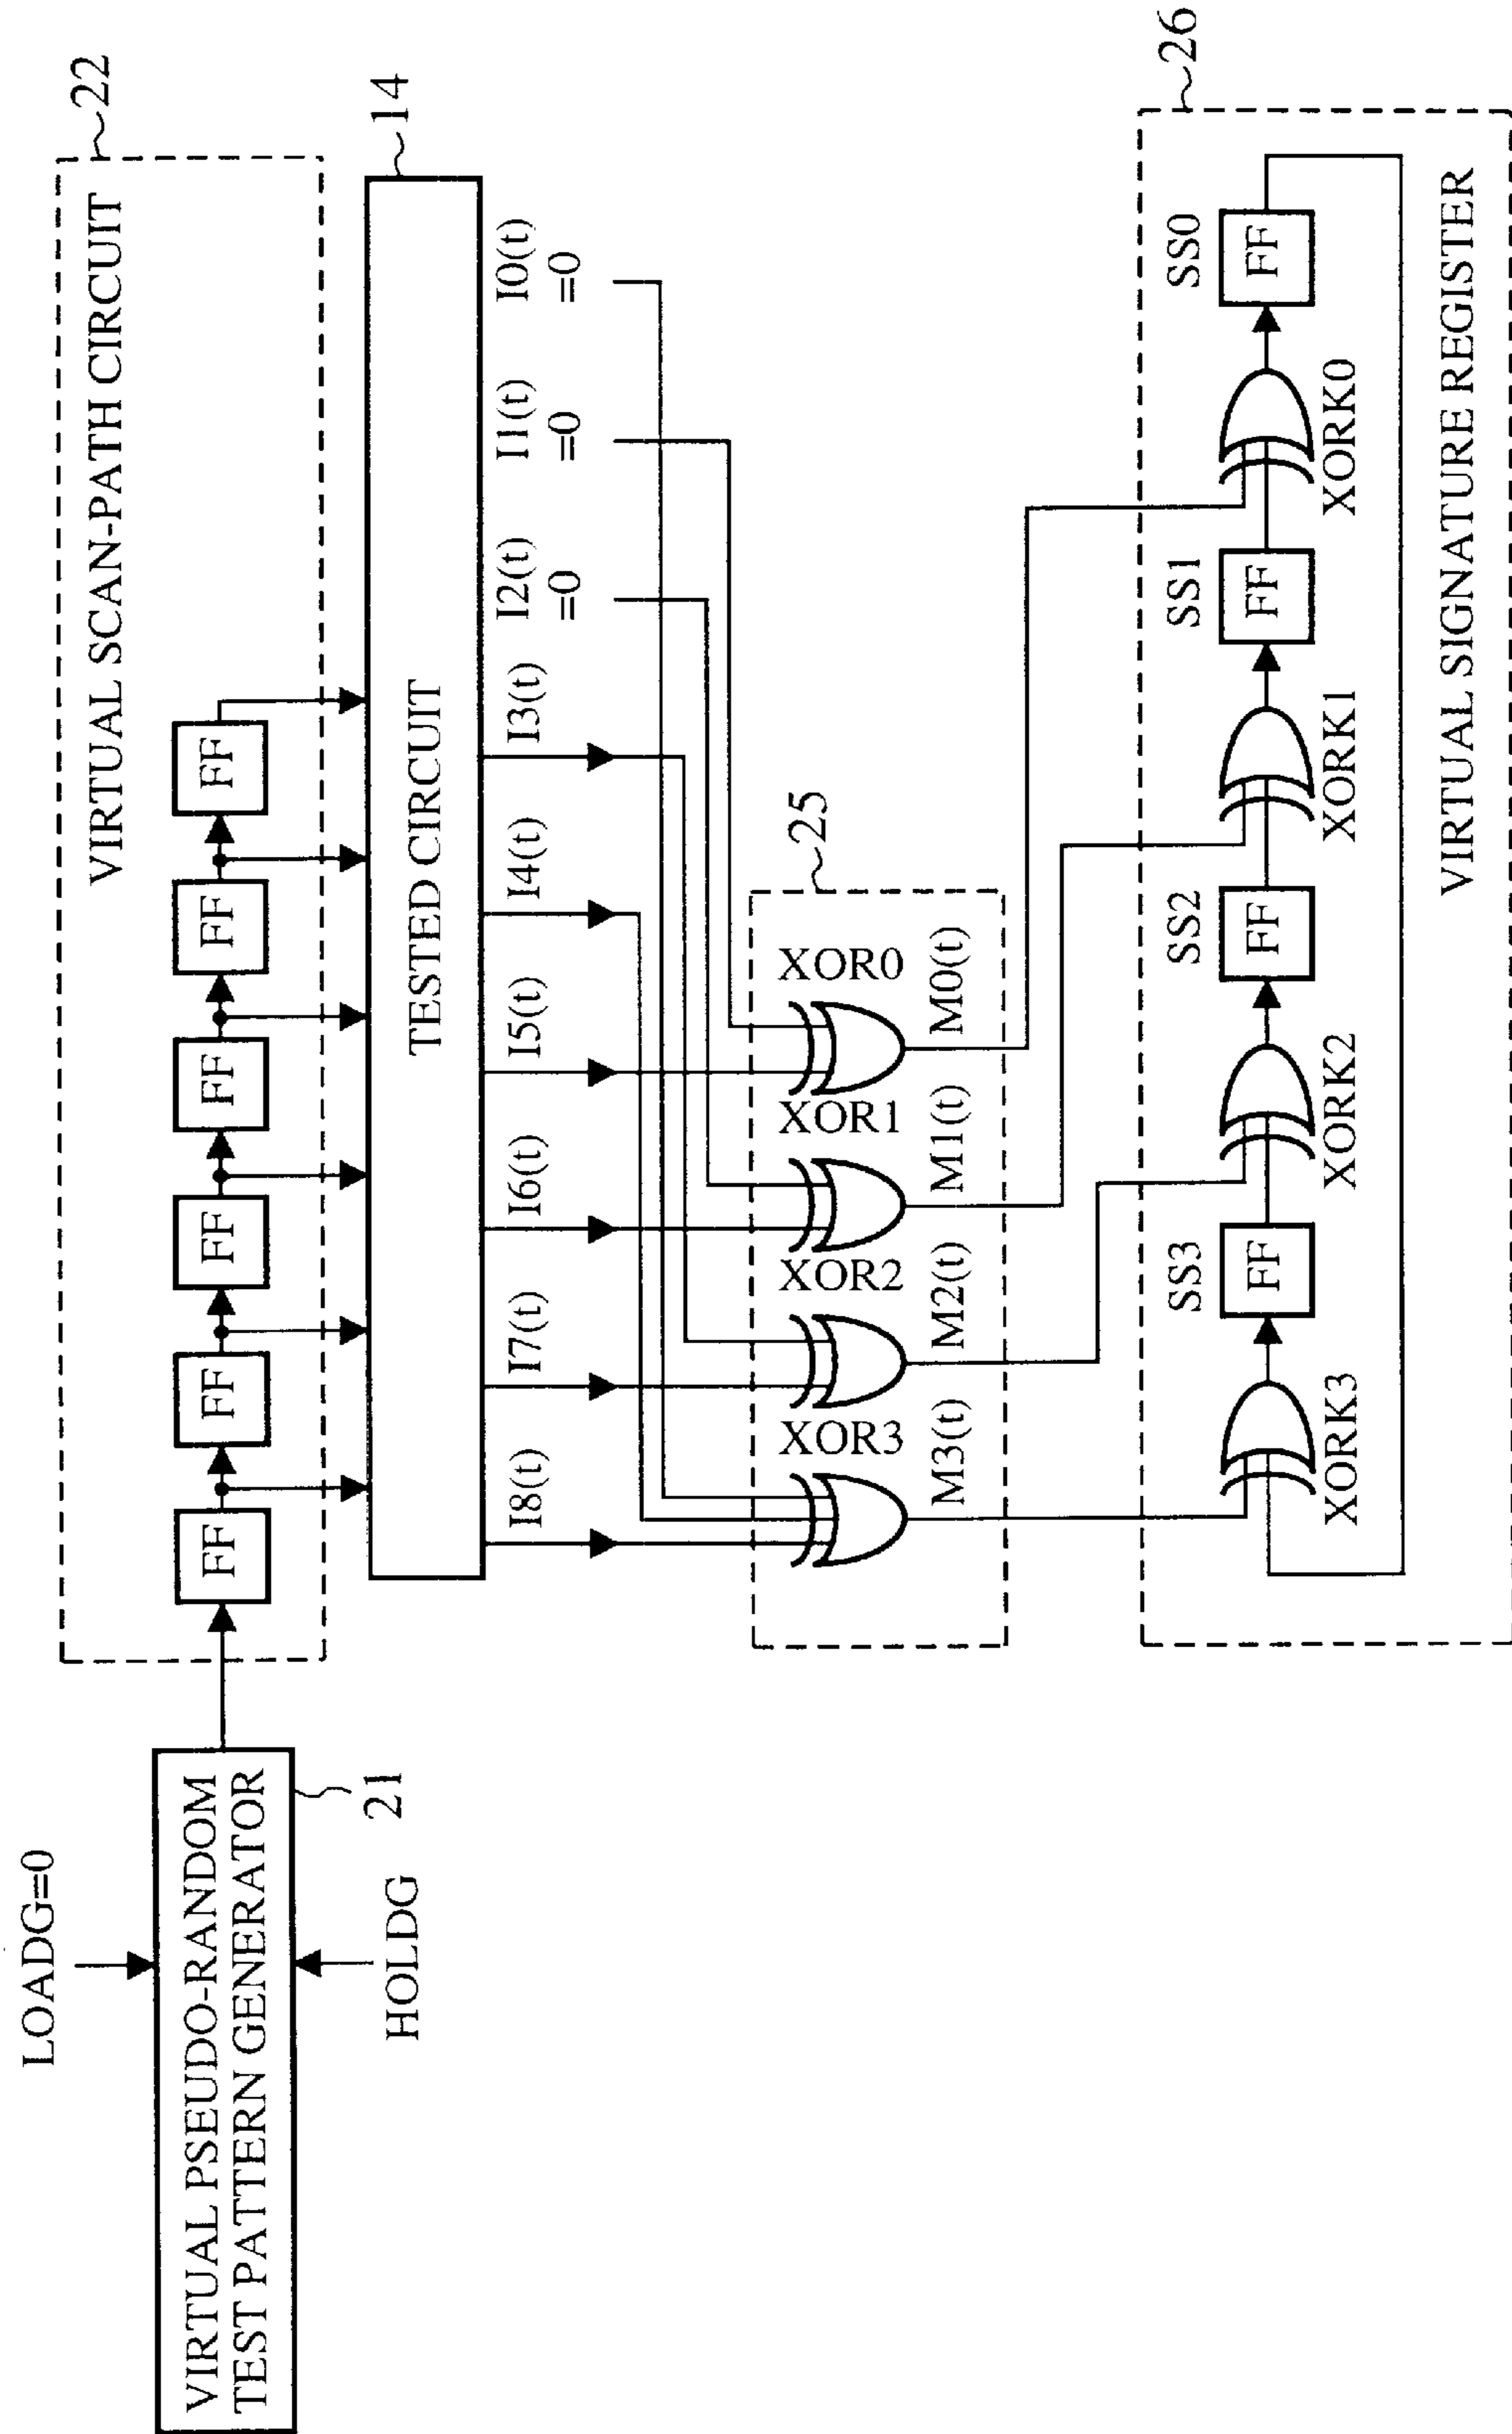 LOADG=0
VIRTUAL PSEUDO-RANDOM
TEST PATTERN GENERATOR
21
HOLDG
22
VIRTUAL SCAN-PATH CIRCUIT
FF
FF
FF
FF
FF
FF
14
TESTED CIRCUIT
I8(t)
I7(t)
I6(t)
I5(t)
I4(t)
I3(t)
I2(t)
=0
I1(t)
=0
I0(t)
=0
25
XOR3
XOR2
XOR1
XOR0
M3(t)
M2(t)
M1(t)
M0(t)
26
SS3
SS2
SS1
SS0
FF
FF
FF
FF
XORK3
XORK2
XORK1
XORK0
VIRTUAL SIGNATURE REGISTER